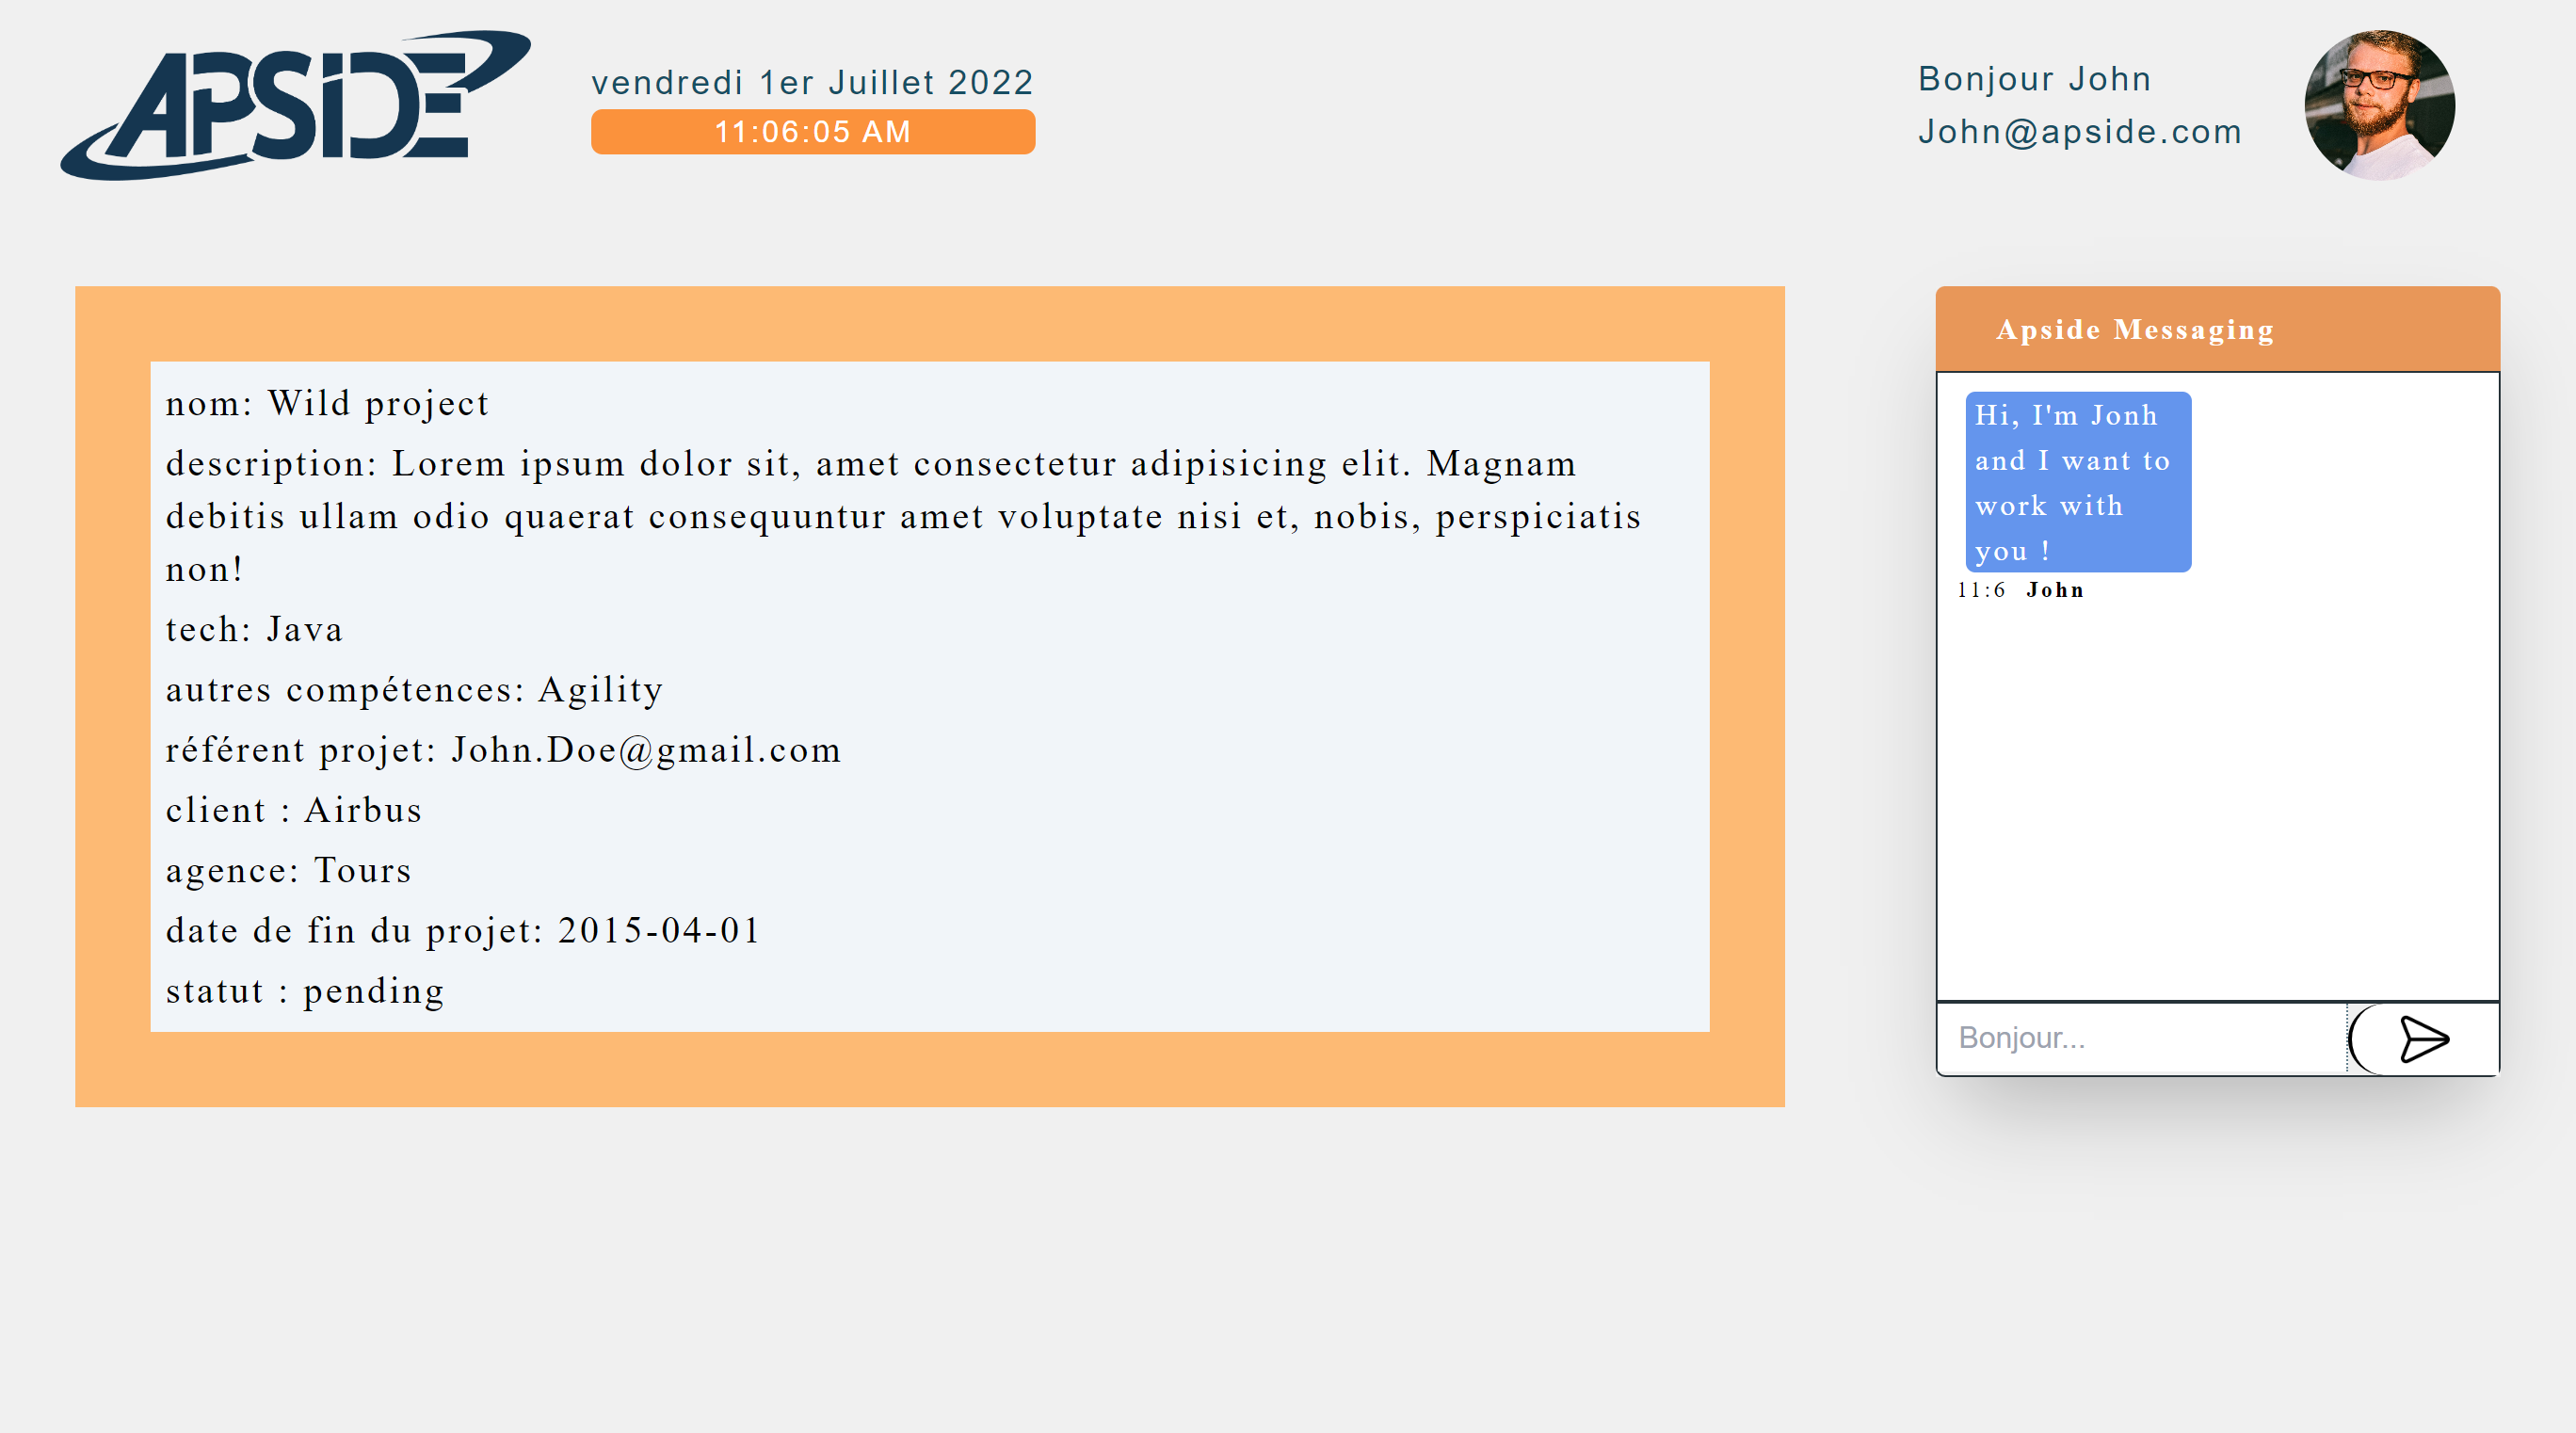 APSIDE
vendredi 1er Juillet 2022
11:06:05 AM
Bonjour John
John@apside.com
nom: Wild project
description: Lorem ipsum dolor sit, amet consectetur adipisicing elit. Magnam
debitis ullam odio quaerat consequuntur amet voluptate nisi et, nobis, perspiciatis
non!
tech: Java
autres compétences: Agility
référent projet: John.Doe@gmail.com
client : Airbus
agence: Tours
date de fin du projet: 2015-04-01
statut : pending
Apside Messaging
Hi, I'm Jonh
and I want to
work with
you !
11:6 John
Bonjour...